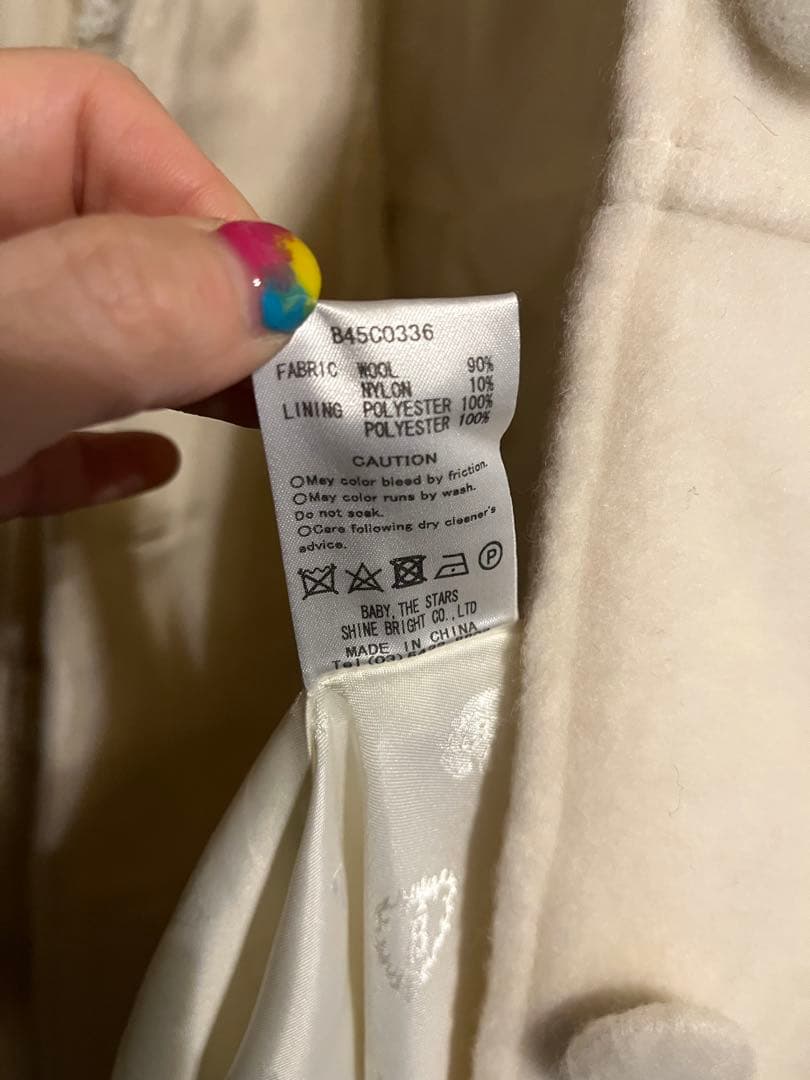 B45C0336
FABRIC WOOL 90%
NYLON 10%
LINING POLYESTER 100%
POLYESTER 100%
CAUTION
○May color bleed by friction.
○May color runs by wash.
Do not soak.
○Care following dry cleaner's
advice.
P
BABY, THE STARS
SHINE BRIGHT CO., LTD
MADE IN CHINA
Tel (03)
B